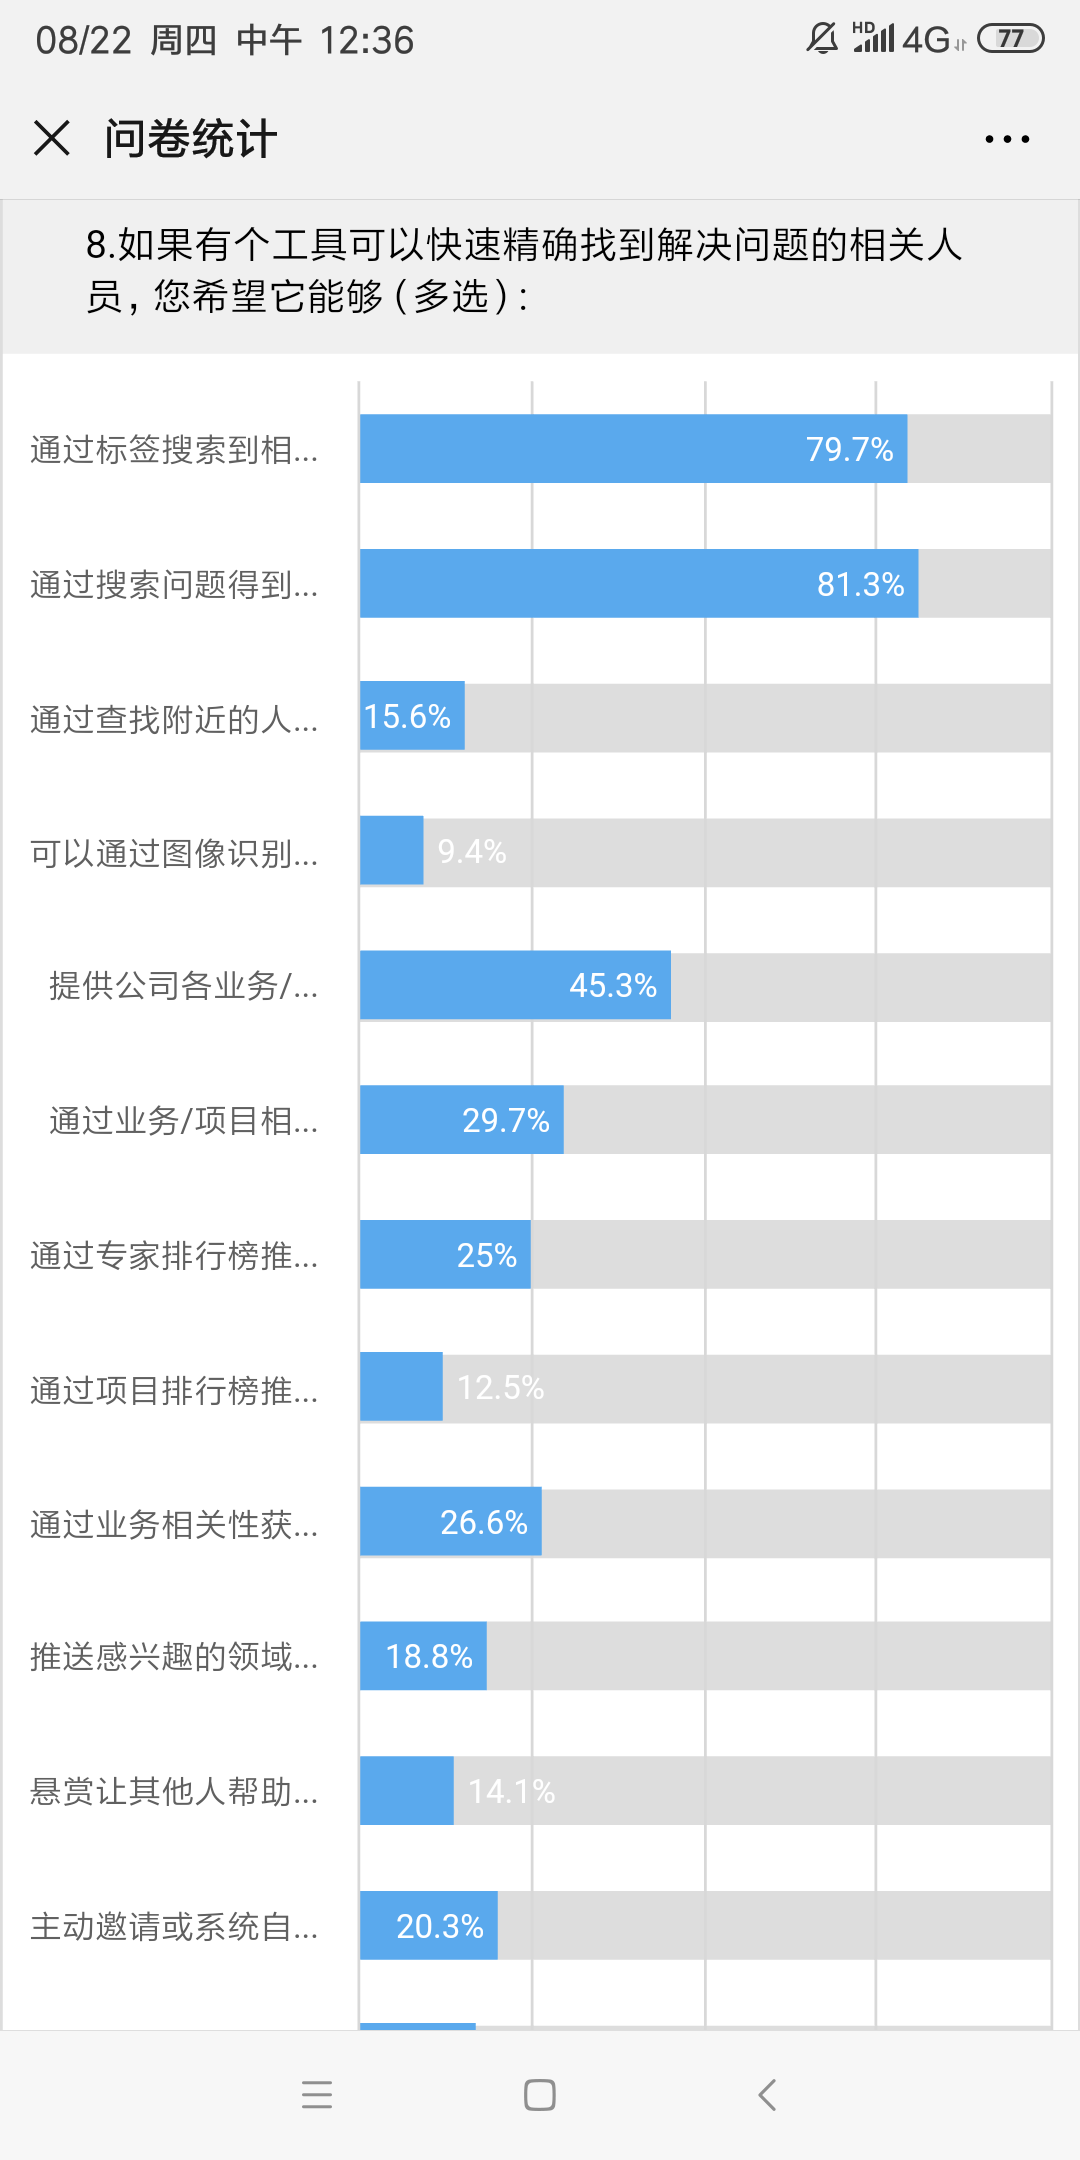 08/22 周四 中午 12:36 HD 4G 77
问卷统计
8.如果有个工具可以快速精确找到解决问题的相关人
员，您希望它能够（多选）：
通过标签搜索到相... 79.7%
通过搜索问题得到... 81.3%
通过查找附近的人... 15.6%
可以通过图像识别... 9.4%
提供公司各业务/... 45.3%
通过业务/项目相... 29.7%
通过专家排行榜推... 25%
通过项目排行榜推... 12.5%
通过业务相关性获... 26.6%
推送感兴趣的领域... 18.8%
悬赏让其他人帮助... 14.1%
主动邀请或系统自... 20.3%